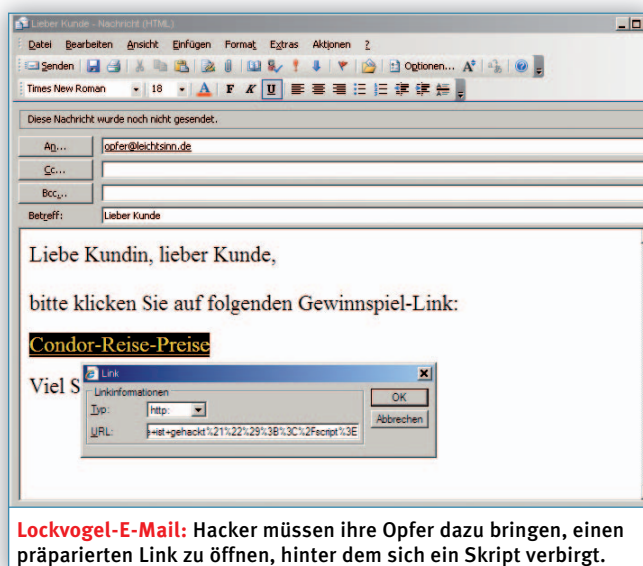 Lieber Kunde - Nachricht (HTML)
Datei Bearbeiten Ansicht Einfügen Format Extras Aktionen ?
Senden Optionen...
Times New Roman 18 A F K U
Diese Nachricht wurde noch nicht gesendet.
An... opfer@leichtsinn.de
Cc...
Bcc...
Betreff: Lieber Kunde
Liebe Kundin, lieber Kunde,
bitte klicken Sie auf folgenden Gewinnspiel-Link:
Condor-Reise-Preise
Viel S
Link
Linkinformationen
OK
Typ: http:
Abbrechen
URL: +ist+gehackt%21%22%29%3B%3C%2Fscript%3E
Lockvogel-E-Mail: Hacker müssen ihre Opfer dazu bringen, einen
präparierten Link zu öffnen, hinter dem sich ein Skript verbirgt.